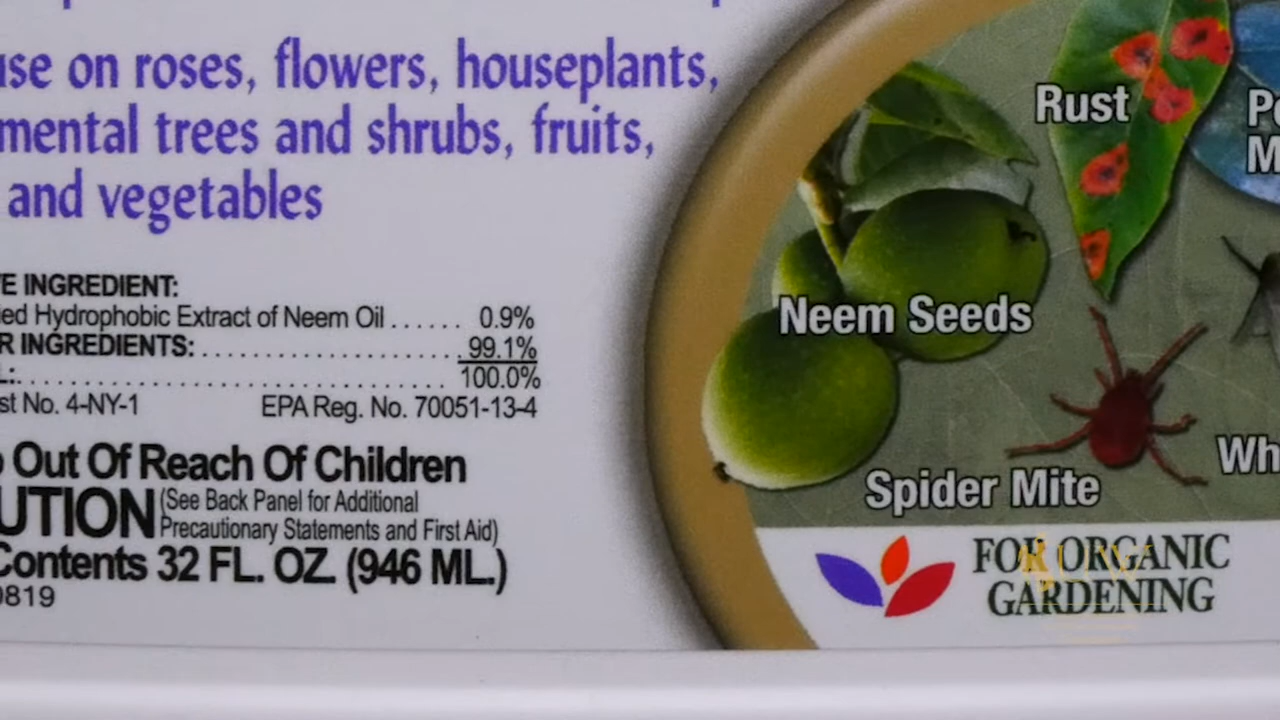 use on roses, flowers, houseplants,
mental trees and shrubs, fruits,
and vegetables
E INGREDIENT:
ied Hydrophobic Extract of Neem Oil ...... 0.9%
R INGREDIENTS: ........................ 99.1%
L:. .................................... 100.0%
st No. 4-NY-1 EPA Reg. No. 70051-13-4
Out Of Reach Of Children
UTION (See Back Panel for Additional
Precautionary Statements and First Aid)
Contents 32 FL. OZ. (946 ML.)
0819
Rust
Neem Seeds
Spider Mite
Wh
FOR ORGANIC
GARDENING